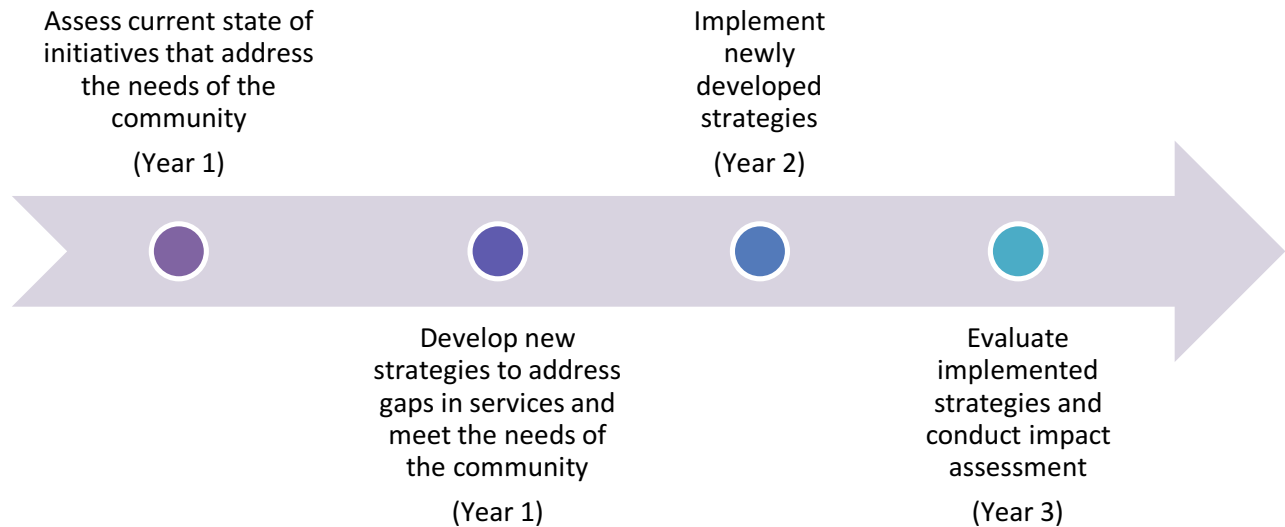 Assess current state of
initiatives that address
the needs of the
community
(Year 1)
Develop new
strategies to address
gaps in services and
meet the needs of
the community
(Year 1)
Implement
newly
developed
strategies
(Year 2)
Evaluate
implemented
strategies and
conduct impact
assessment
(Year 3)